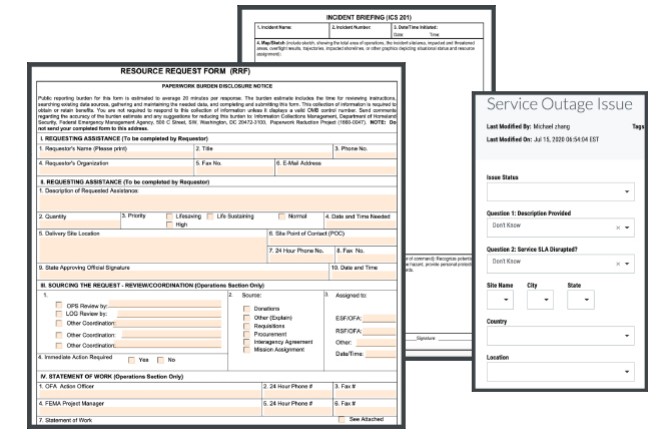 INCIDENT BRIEFING (ICS 201)
1. Incident Name: 2. Incident Number: 3. Date/Time Initiated:
Date: Time:
4. Map/Sketch (include sketch, showing the total area of operations, the incident site/area, impacted and threatened
areas, overflight results, trajectories, impacted shorelines, or other graphics depicting situational status and resource
assignment):
RESOURCE REQUEST FORM (RRF)
PAPERWORK BURDEN DISCLOSURE NOTICE
Public reporting burden for this form is estimated to average 20 minutes per response. The burden estimate includes the time for reviewing instructions,
searching existing data sources, gathering and maintaining the needed data, and completing and submitting this form. This collection of information is required to
obtain or retain benefits. You are not required to respond to this collection of information unless it displays a valid OMB control number. Send comments
regarding the accuracy of the burden estimate and any suggestions for reducing this burden to: Information Collections Management, Department of Homeland
Security, Federal Emergency Management Agency, 500 C Street, SW, Washington, DC 20472-3100, Paperwork Reduction Project (1660-0047). NOTE: Do
not send your completed form to this address.
I. REQUESTING ASSISTANCE (To be completed by Requestor)
1. Requestor's Name (Please print) 2. Title 3. Phone No.
4. Requestor's Organization 5. Fax No. 6. E-Mail Address
II. REQUESTING ASSISTANCE (To be completed by Requestor)
1. Description of Requested Assistance:
2. Quantity 3. Priority Lifesaving Life Sustaining Normal 4. Date and Time Needed
High
5. Delivery Site Location 6. Site Point of Contact (POC)
7. 24 Hour Phone No. 8. Fax No.
9. State Approving Official Signature 10. Date and Time
III. SOURCING THE REQUEST - REVIEW/COORDINATION (Operations Section Only)
1. 2. Source: 3. Assigned to:
OPS Review by:
LOG Review by:
Other Coordination:
Other Coordination:
Other Coordination:
Donations
Other (Explain)
Requisitions
Procurement
Interagency Agreement
Mission Assignment
ESF/OFA:
RSF/OFA:
Other:
Date/Time:
4. Immediate Action Required Yes No
IV. STATEMENT OF WORK (Operations Section Only)
1. OFA Action Officer 2. 24 Hour Phone # 3. Fax #
4. FEMA Project Manager 5. 24 Hour Phone # 6. Fax #
7. Statement of Work See Attached
of command) Recognize potential
Signature
Service Outage Issue
Last Modified By: Michael zhang Tags
Last Modified On: Jul 15, 2020 06:54:04 EST
Issue Status
Question 1: Description Provided
Don't Know
Question 2: Service SLA Disrupted?
Don't Know
Site Name City State
Country
Location